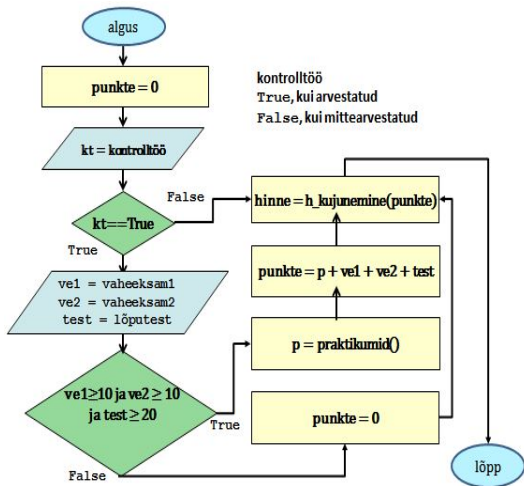 algus
punkte = 0
kontrolltöö
True, kui arvestatud
False, kui mittearvestatud
kt = kontrolltöö
kt==True
False
True
hinne = h_kujunemine(punkte)
ve1 = vaheeksam1
ve2 = vaheeksam2
test = lõputest
punkte = p + ve1 + ve2 + test
p = praktikumid()
ve1≥10 ja ve2 ≥ 10
ja test ≥ 20
True
False
punkte = 0
lõpp